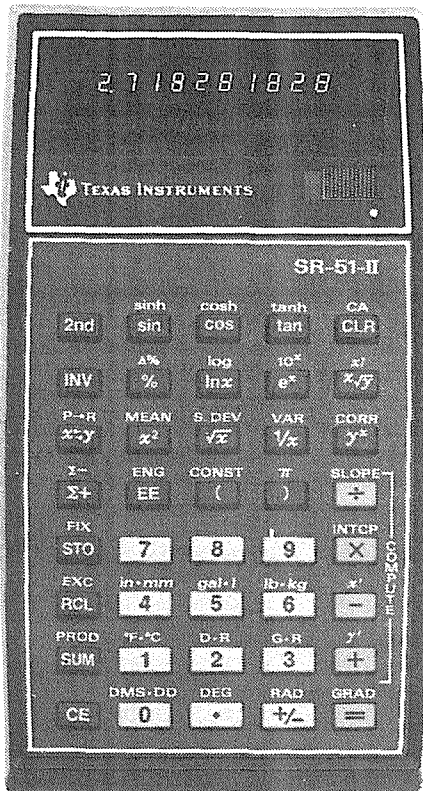 2.718281828
TEXAS INSTRUMENTS
SR-51-II
sinh cosh tanh CA
2nd sin cos tan CLR
Δ% log 10ˣ x!
INV % lnx eˣ ˣ√y
P→R MEAN S.DEV VAR CORR
x⇄y x² √x 1/x yˣ
Σ− ENG CONST π SLOPE
Σ+ EE ( ) ÷
FIX INTCP
STO 7 8 9 ×
EXC in-mm gal-l lb-kg x′
RCL 4 5 6 −
PROD °F-°C D-R G-R y′
SUM 1 2 3 +
COMPUTE
DMS-DD DEG RAD GRAD
CE 0 . +/− =